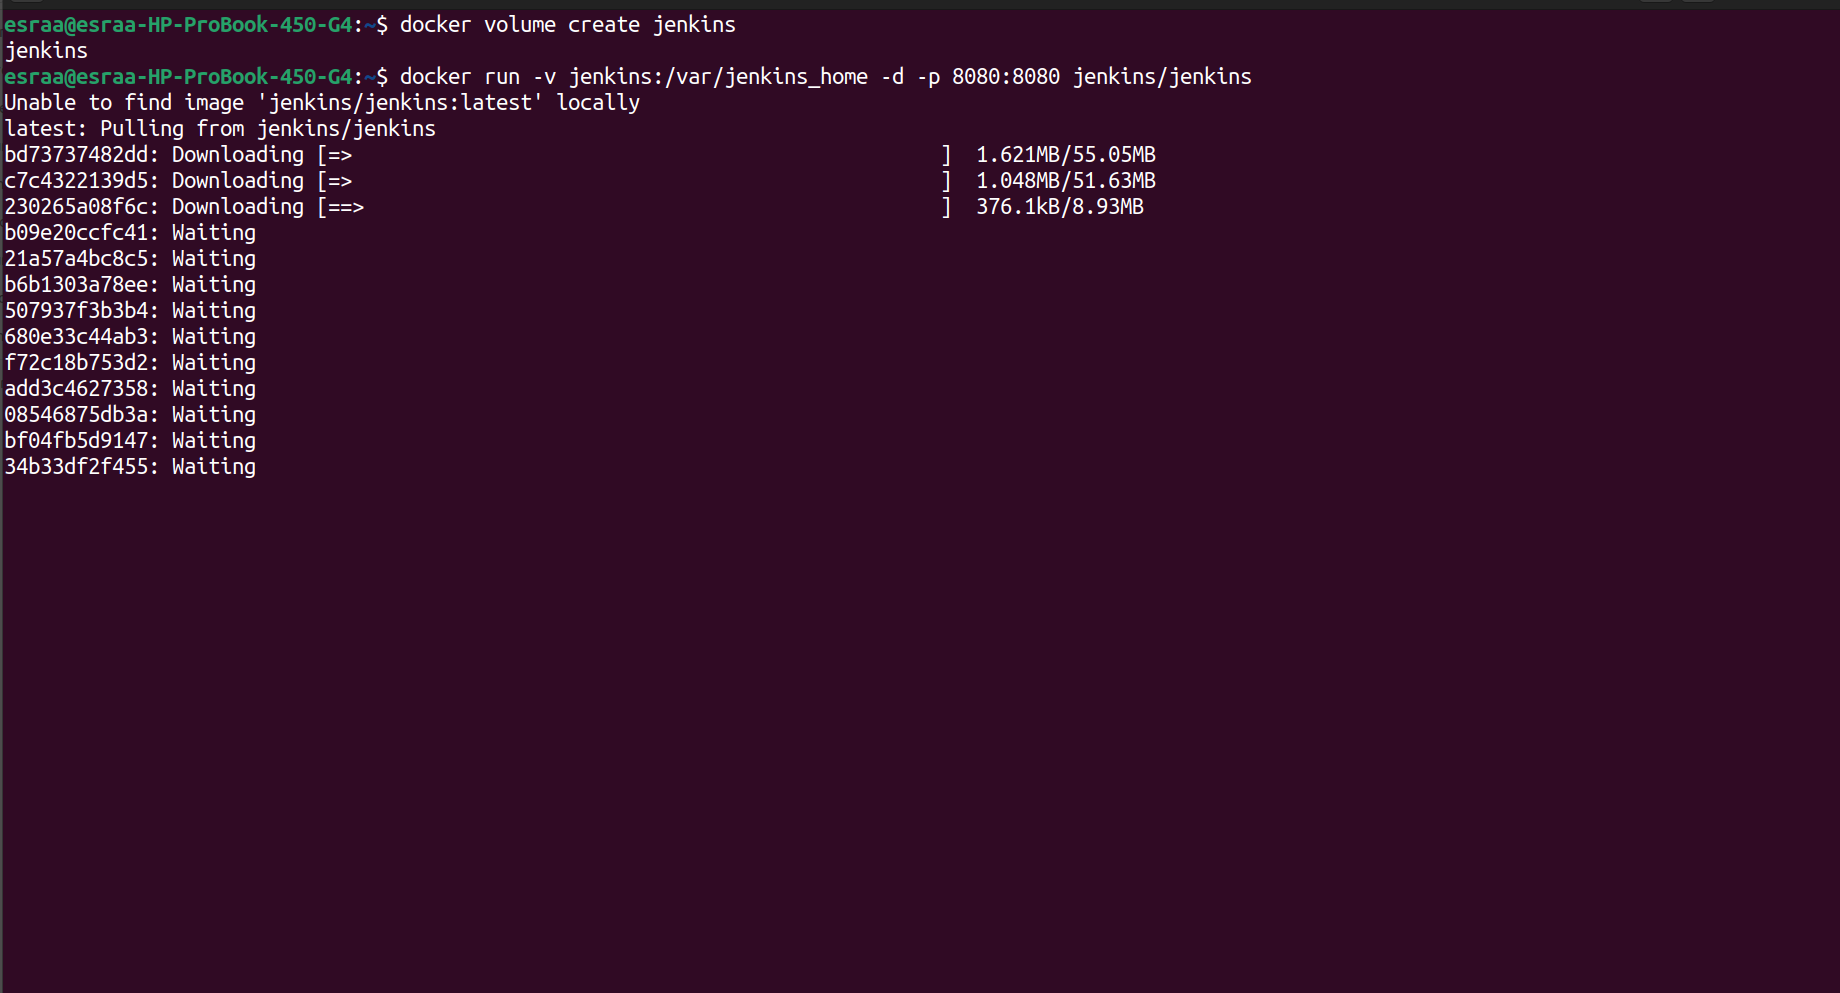 esraa@esraa-HP-ProBook-450-G4:~$ docker volume create jenkins
jenkins
esraa@esraa-HP-ProBook-450-G4:~$ docker run -v jenkins:/var/jenkins_home -d -p 8080:8080 jenkins/jenkins
Unable to find image 'jenkins/jenkins:latest' locally
latest: Pulling from jenkins/jenkins
bd73737482dd: Downloading [=>                                                 ]  1.621MB/55.05MB
c7c4322139d5: Downloading [=>                                                 ]  1.048MB/51.63MB
230265a08f6c: Downloading [==>                                                ]  376.1kB/8.93MB
b09e20ccfc41: Waiting
21a57a4bc8c5: Waiting
b6b1303a78ee: Waiting
507937f3b3b4: Waiting
680e33c44ab3: Waiting
f72c18b753d2: Waiting
add3c4627358: Waiting
08546875db3a: Waiting
bf04fb5d9147: Waiting
34b33df2f455: Waiting